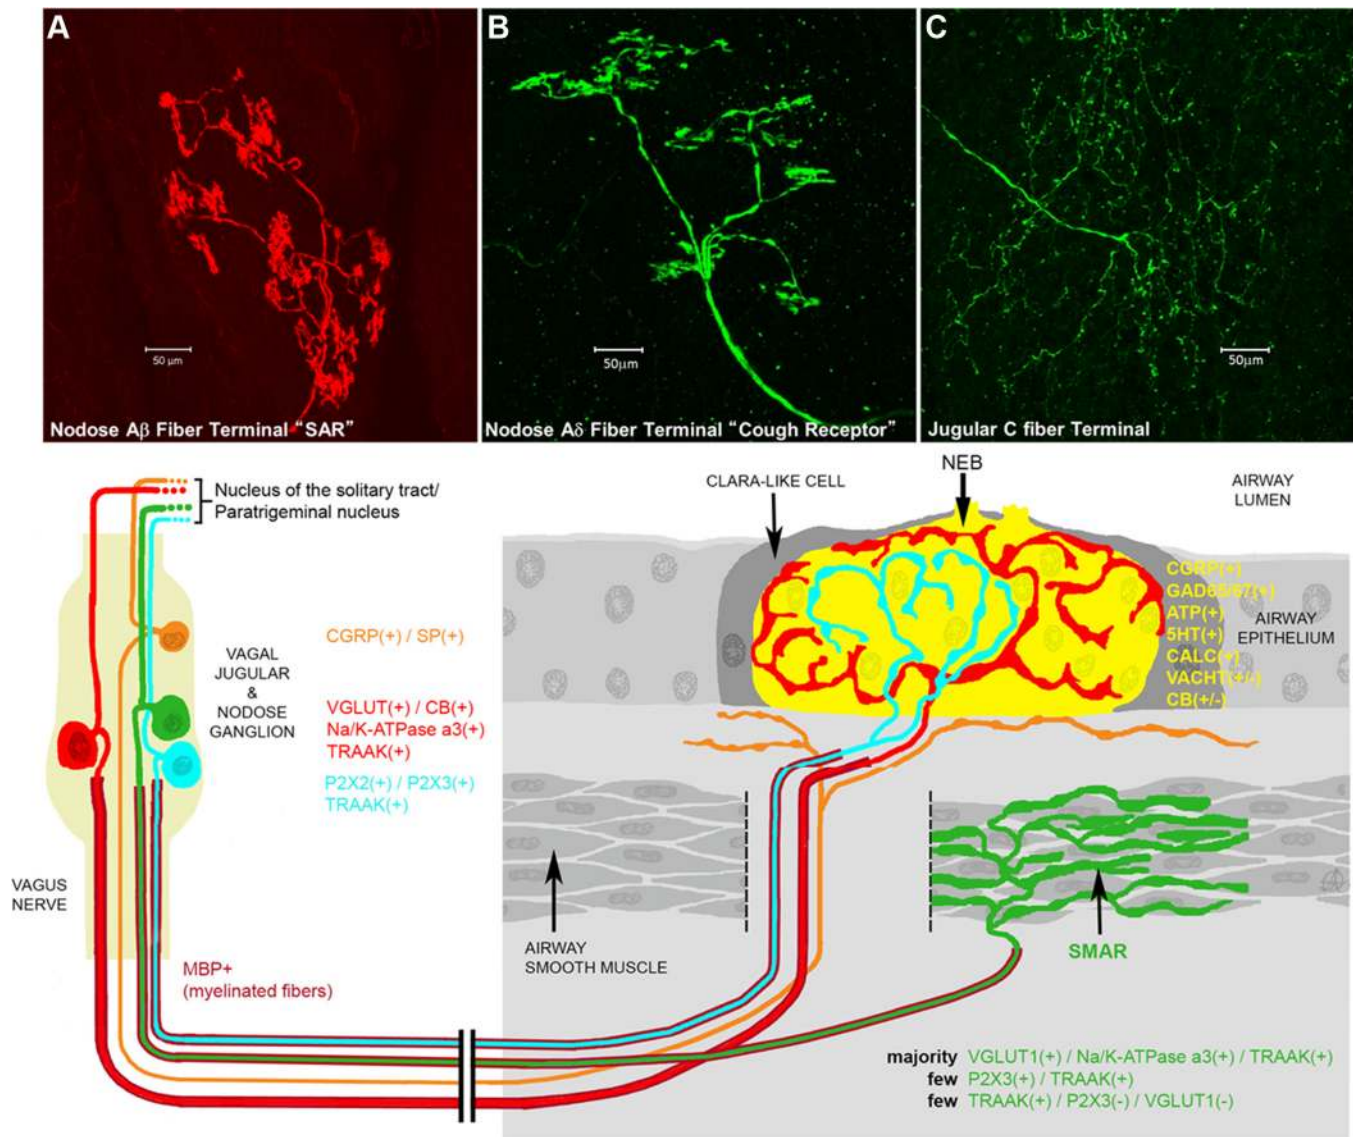 A
B
C
50 µm
50µm
50µm
Nodose Aβ Fiber Terminal “SAR”
Nodose Aδ Fiber Terminal “Cough Receptor”
Jugular C fiber Terminal
Nucleus of the solitary tract/
Paratrigeminal nucleus
CLARA-LIKE CELL
NEB
AIRWAY
LUMEN
CGRP(+)
GAD65/67(+)
ATP(+)
5HT(+)
CALC(+)
VACHT(+/-)
CB(+/-)
AIRWAY
EPITHELIUM
VAGAL
JUGULAR
&
NODOSE
GANGLION
CGRP(+) / SP(+)
VGLUT(+) / CB(+)
Na/K-ATPase a3(+)
TRAAK(+)
P2X2(+) / P2X3(+)
TRAAK(+)
VAGUS
NERVE
MBP+
(myelinated fibers)
AIRWAY
SMOOTH MUSCLE
SMAR
majority VGLUT1(+) / Na/K-ATPase a3(+) / TRAAK(+)
few P2X3(+) / TRAAK(+)
few TRAAK(+) / P2X3(-) / VGLUT1(-)